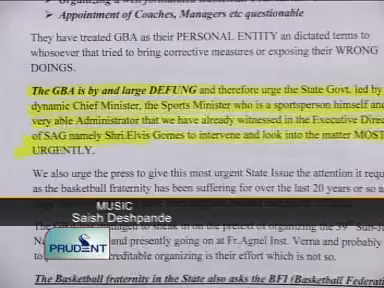 Appointment of Coaches, Managers etc questionable
They have treated GBA as their PERSONAL ENTITY an dictated terms to
whosoever that tried to bring corrective measures or exposing their WRONG
DOINGS.
The GBA is by and large DEFUNG and therefore urge the State Govt. led by
dynamic Chief Minister, the Sports Minister who is a sportsperson himself and
very able Administrator that we have already witnessed in the Executive Direc
of SAG namely Shri.Elvis Gomes to intervene and look into the matter MOST
URGENTLY.
We also urge the press to give this most urgent State Issue the attention it requ
as the basketball fraternity has been suffering for over the last 20 years or so a
MUSIC
Saish Deshpande
PRUDENT
and presently going on at Fr.Agnel Inst. Verna and probably
creditable organizing is their effort which is not so.
The Basketball fraternity in the State also asks the BFI (Basketball Federa